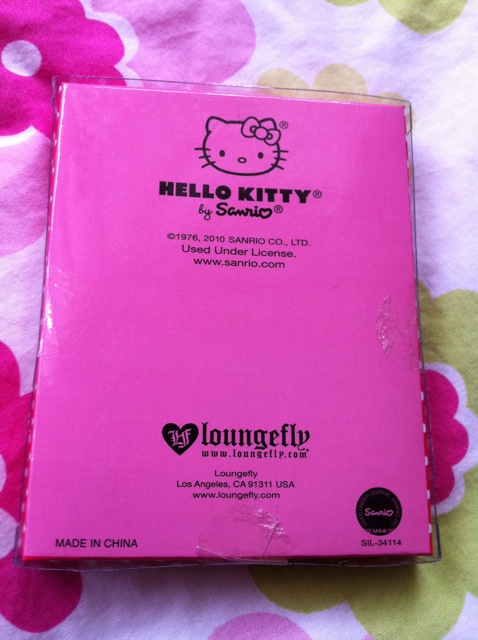 HELLO KITTY®
by Sanrio®
©1976, 2010 SANRIO CO., LTD.
Used Under License.
www.sanrio.com
LF loungefly®
www.loungefly.com
Loungefly
Los Angeles, CA 91311 USA
www.loungefly.com
Sanrio
USA
MADE IN CHINA
SIL-34114